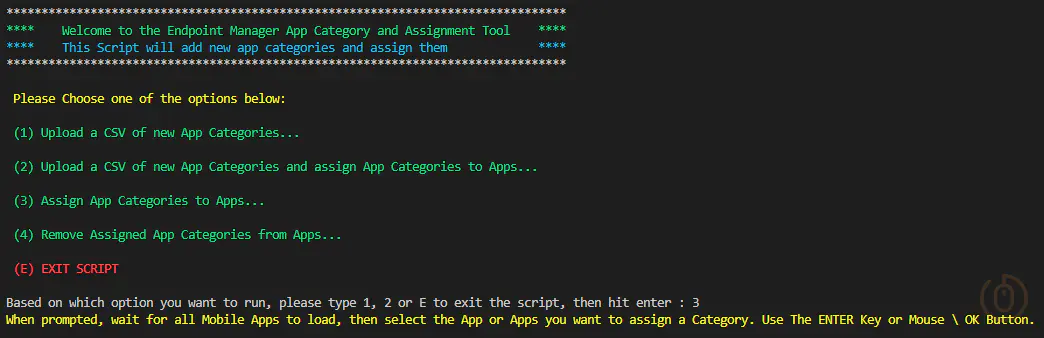 ********************************************************************************
****    Welcome to the Endpoint Manager App Category and Assignment Tool    ****
****    This Script will add new app categories and assign them             ****
********************************************************************************
Please Choose one of the options below:
(1) Upload a CSV of new App Categories...
(2) Upload a CSV of new App Categories and assign App Categories to Apps...
(3) Assign App Categories to Apps...
(4) Remove Assigned App Categories from Apps...
(E) EXIT SCRIPT
Based on which option you want to run, please type 1, 2 or E to exit the script, then hit enter : 3
When prompted, wait for all Mobile Apps to load, then select the App or Apps you want to assign a Category. Use The ENTER Key or Mouse \ OK Button.